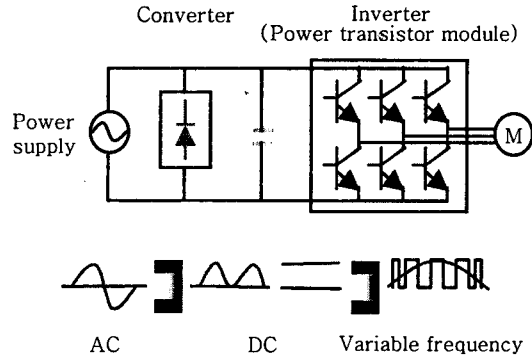 Converter
Inverter
(Power transistor module)
Power
supply
M
AC
DC
Variable frequency